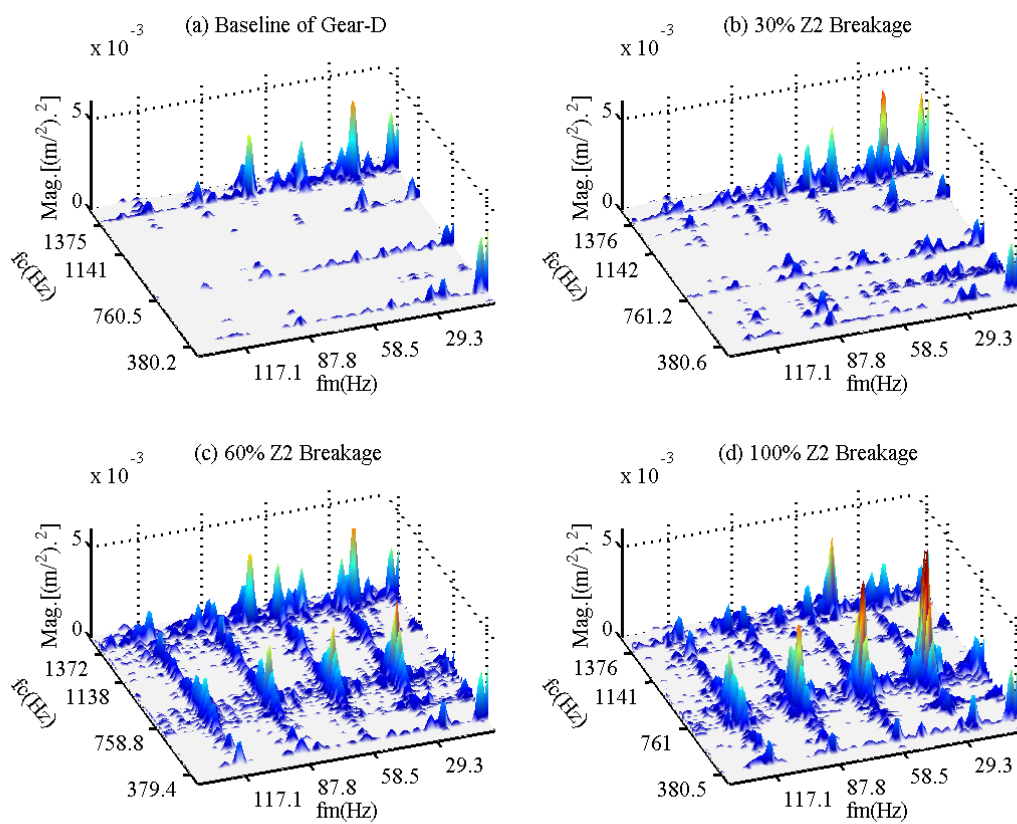 (a) Baseline of Gear-D
x 10^-3
5
0
Mag.[(m/²).²]
1375
1141
760.5
380.2
fc(Hz)
117.1
87.8
58.5
29.3
fm(Hz)
(b) 30% Z2 Breakage
x 10^-3
5
0
Mag.[(m/²).²]
1376
1142
761.2
380.6
fc(Hz)
117.1
87.8
58.5
29.3
fm(Hz)
(c) 60% Z2 Breakage
x 10^-3
5
0
Mag.[(m/²).²]
1372
1138
758.8
379.4
fc(Hz)
117.1
87.8
58.5
29.3
fm(Hz)
(d) 100% Z2 Breakage
x 10^-3
5
0
Mag.[(m/²).²]
1376
1141
761
380.5
fc(Hz)
117.1
87.8
58.5
29.3
fm(Hz)